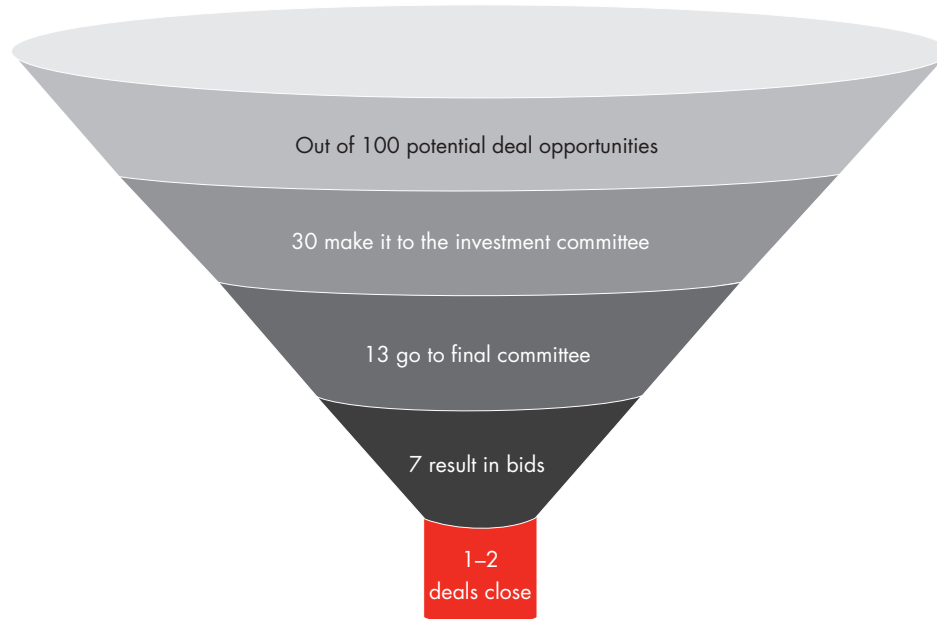 Out of 100 potential deal opportunities
30 make it to the investment committee
13 go to final committee
7 result in bids
1–2
deals close